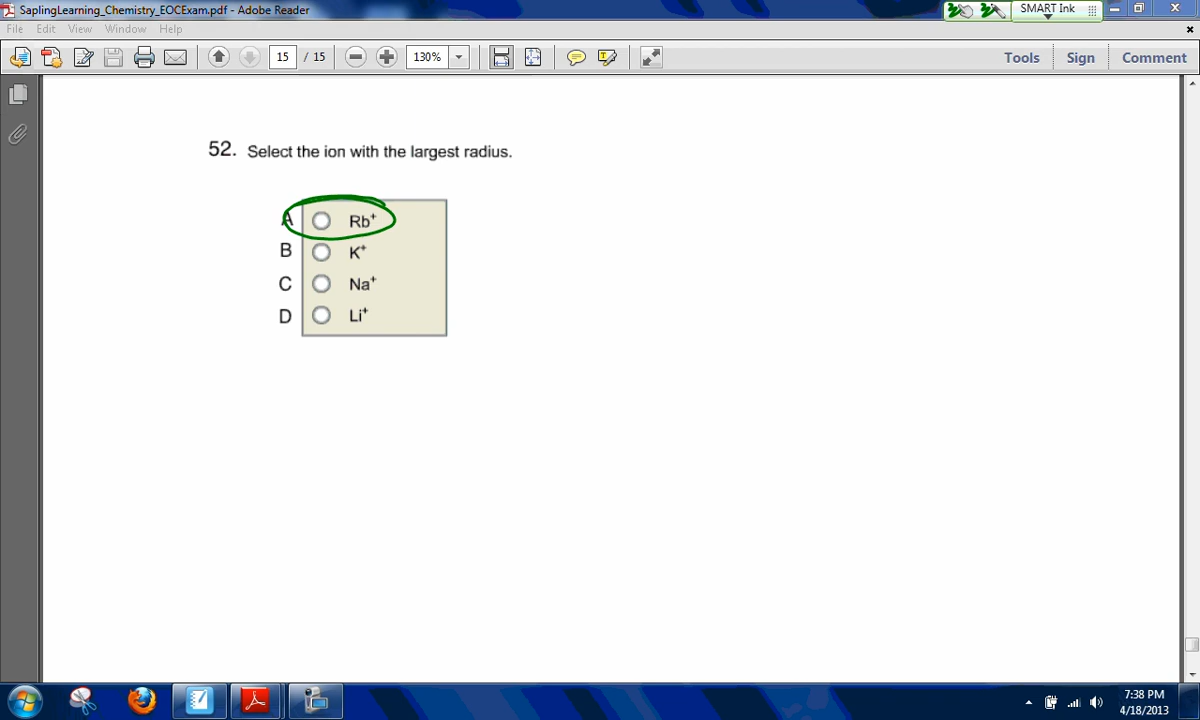 SaplingLearning_Chemistry_EOCExam.pdf - Adobe Reader
SMART Ink
File Edit View Window Help
15 / 15
130%
Tools Sign Comment
52. Select the ion with the largest radius.
A Rb⁺
B K⁺
C Na⁺
D Li⁺
7:38 PM
4/18/2013